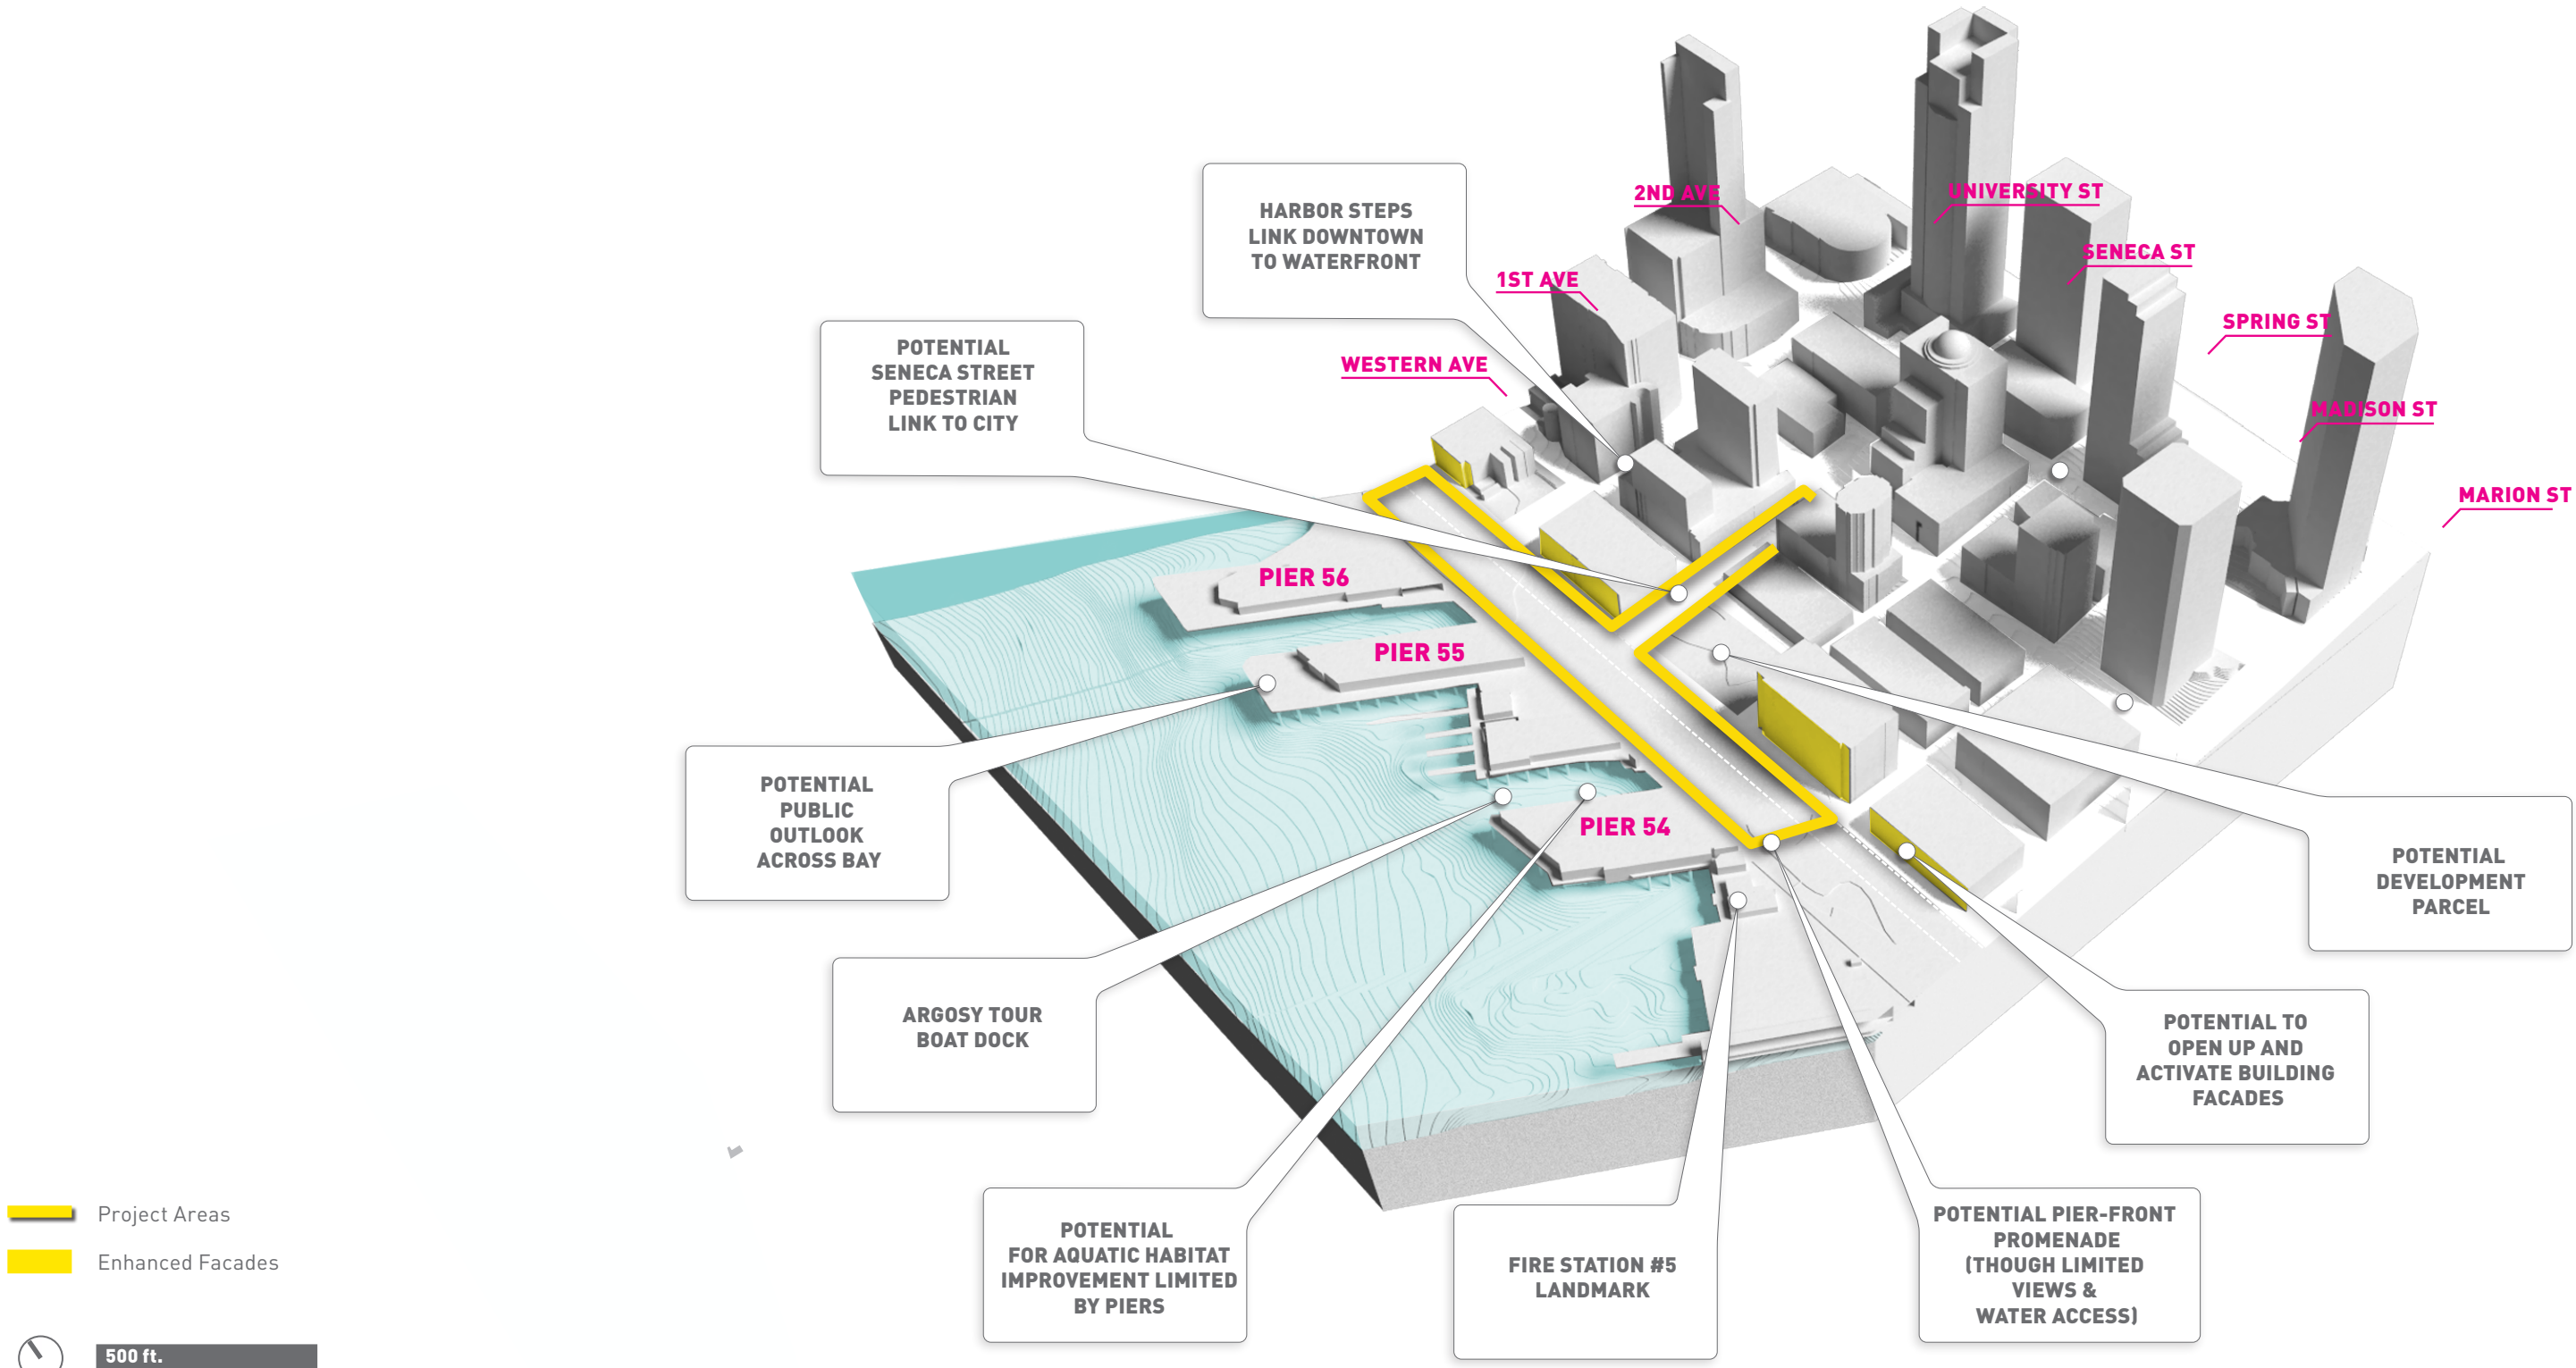 2ND AVE
UNIVERSITY ST
SENECA ST
1ST AVE
SPRING ST
WESTERN AVE
MADISON ST
MARION ST
HARBOR STEPS
LINK DOWNTOWN
TO WATERFRONT
POTENTIAL
SENECA STREET
PEDESTRIAN
LINK TO CITY
PIER 56
PIER 55
PIER 54
POTENTIAL
PUBLIC
OUTLOOK
ACROSS BAY
POTENTIAL
DEVELOPMENT
PARCEL
ARGOSY TOUR
BOAT DOCK
POTENTIAL TO
OPEN UP AND
ACTIVATE BUILDING
FACADES
POTENTIAL
FOR AQUATIC HABITAT
IMPROVEMENT LIMITED
BY PIERS
FIRE STATION #5
LANDMARK
POTENTIAL PIER-FRONT
PROMENADE
(THOUGH LIMITED
VIEWS &
WATER ACCESS)
Project Areas
Enhanced Facades
500 ft.